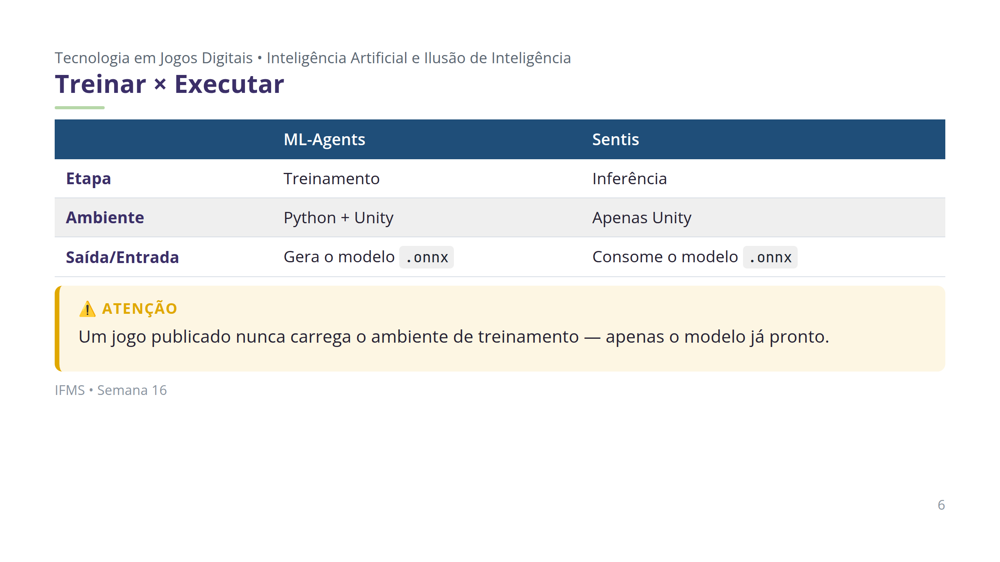 Tecnologia em Jogos Digitais • Inteligência Artificial e Ilusão de Inteligência
Treinar × Executar
ML-Agents Sentis
Etapa Treinamento Inferência
Ambiente Python + Unity Apenas Unity
Saída/Entrada Gera o modelo .onnx Consome o modelo .onnx
⚠️ ATENÇÃO
Um jogo publicado nunca carrega o ambiente de treinamento — apenas o modelo já pronto.
IFMS • Semana 16
6